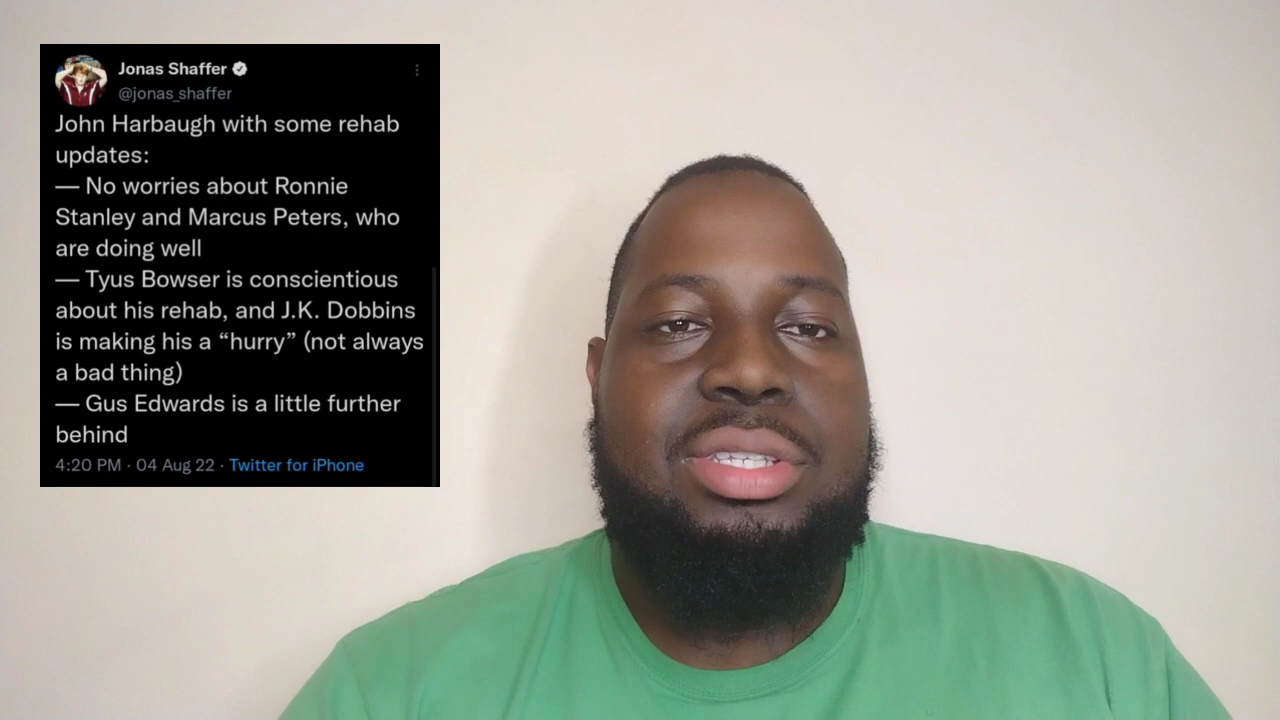 Jonas Shaffer
@jonas_shaffer
John Harbaugh with some rehab
updates:
— No worries about Ronnie
Stanley and Marcus Peters, who
are doing well
— Tyus Bowser is conscientious
about his rehab, and J.K. Dobbins
is making his a “hurry” (not always
a bad thing)
— Gus Edwards is a little further
behind
4:20 PM · 04 Aug 22 · Twitter for iPhone